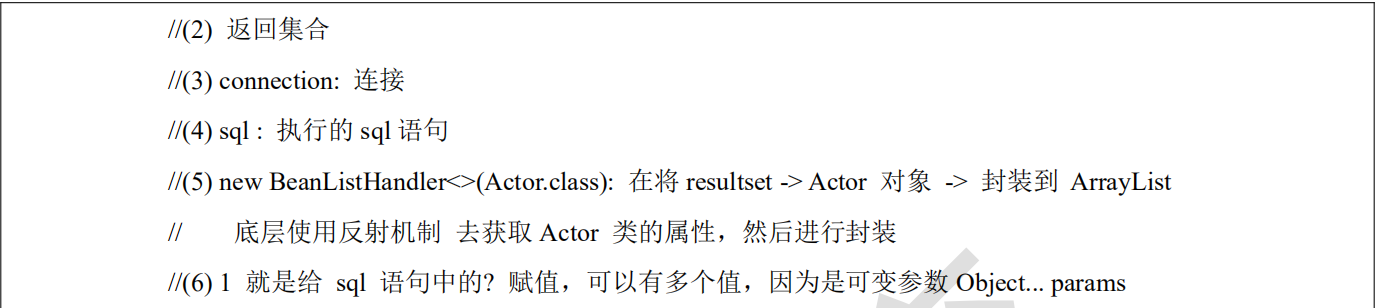 //(2) 返回集合
//(3) connection: 连接
//(4) sql : 执行的 sql 语句
//(5) new BeanListHandler<>(Actor.class): 在将 resultset -> Actor 对象 -> 封装到 ArrayList
// 底层使用反射机制 去获取 Actor 类的属性，然后进行封装
//(6) 1 就是给 sql 语句中的? 赋值，可以有多个值，因为是可变参数 Object... params